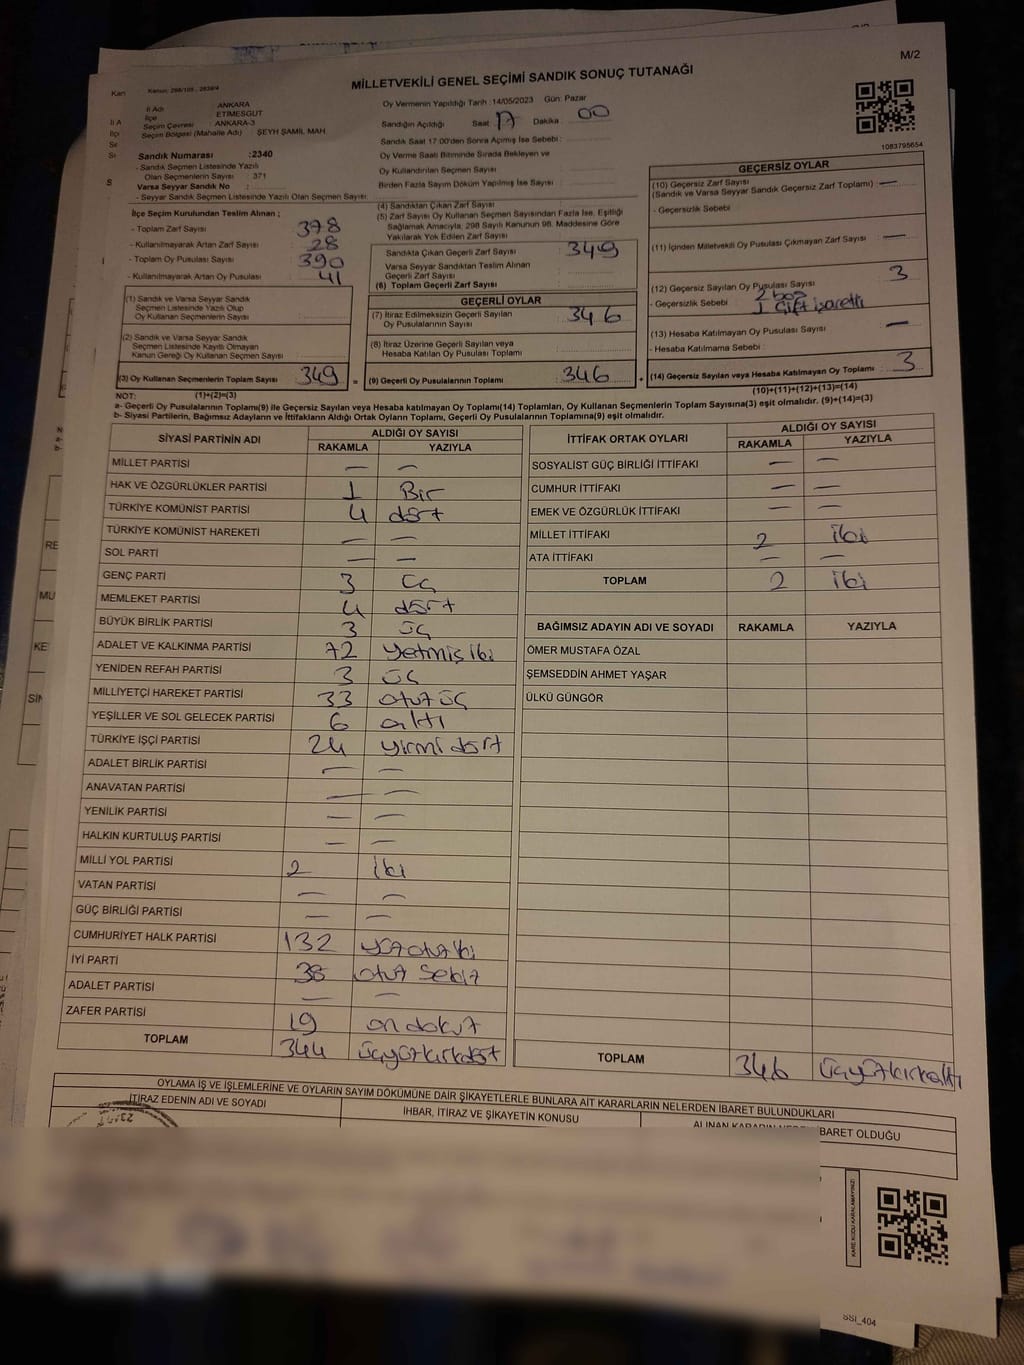 M/2
MİLLETVEKİLİ GENEL SEÇİMİ SANDIK SONUÇ TUTANAĞI
Kanun: 298/105 , 2839/4
İl Adı : ANKARA
İlçe : ETİMESGUT
Seçim Çevresi : ANKARA-3
Seçim Bölgesi (Mahalle Adı) : ŞEYH ŞAMİL MAH
Sandık Numarası :2340
- Sandık Seçmen Listesinde Yazılı
Olan Seçmenlerin Sayısı : 371
Varsa Seyyar Sandık No :
- Seyyar Sandık Seçmen Listesinde Yazılı Olan Seçmen Sayısı
İlçe Seçim Kurulundan Teslim Alınan ;
- Toplam Zarf Sayısı : 378
- Kullanılmayarak Artan Zarf Sayısı : 28
- Toplam Oy Pusulası Sayısı : 390
- Kullanılmayarak Artan Oy Pusulası : 41
(1) Sandık ve Varsa Seyyar Sandık
Seçmen Listesinde Yazılı Olup
Oy Kullanan Seçmenlerin Sayısı :
(2) Sandık ve Varsa Seyyar Sandık
Seçmen Listesinde Kayıtlı Olmayan
Kanun Gereği Oy Kullanan Seçmen Sayısı :
(3) Oy Kullanan Seçmenlerin Toplam Sayısı 349 =
Oy Vermenin Yapıldığı Tarih :14/05/2023 Gün: Pazar
Sandığın Açıldığı Saat 17 Dakika 00
Sandık Saat 17:00'den Sonra Açılmış İse Sebebi :
Oy Verme Saati Bitiminde Sırada Bekleyen ve
Oy Kullandırılan Seçmen Sayısı
Birden Fazla Sayım Döküm Yapılmış İse Sayısı
(4) Sandıktan Çıkan Zarf Sayısı
(5) Zarf Sayısı Oy Kullanan Seçmen Sayısından Fazla İse, Eşitliği
Sağlamak Amacıyla; 298 Sayılı Kanunun 98. Maddesine Göre
Yakılarak Yok Edilen Zarf Sayısı
Sandıkta Çıkan Geçerli Zarf Sayısı : 349
Varsa Seyyar Sandıktan Teslim Alınan
Geçerli Zarf Sayısı
(6) Toplam Geçerli Zarf Sayısı :
GEÇERLİ OYLAR
(7) İtiraz Edilmeksizin Geçerli Sayılan
Oy Pusulalarının Sayısı : 346
(8) İtiraz Üzerine Geçerli Sayılan veya
Hesaba Katılan Oy Pusulası Toplamı
(9) Geçerli Oy Pusulalarının Toplamı : 346 +
1083795654
GEÇERSİZ OYLAR
(10) Geçersiz Zarf Sayısı —
(Sandık ve Varsa Seyyar Sandık Geçersiz Zarf Toplamı)
- Geçersizlik Sebebi :
(11) İçinden Milletvekili Oy Pusulası Çıkmayan Zarf Sayısı —
(12) Geçersiz Sayılan Oy Pusulası Sayısı 3
- Geçersizlik Sebebi : 2 boş
1 çift işaretli
(13) Hesaba Katılmayan Oy Pusulası Sayısı —
- Hesaba Katılmama Sebebi :
(14) Geçersiz Sayılan veya Hesaba Katılmayan Oy Toplamı : 3
NOT: (1)+(2)=(3) (10)+(11)+(12)+(13)=(14)
a- Geçerli Oy Pusulaları Toplamı(9) ile Geçersiz Sayılan veya Hesaba katılmayan Oy Toplamı(14) Toplamları, Oy Kullanan Seçmenlerin Toplam Sayısına(3) eşit olmalıdır. (9)+(14)=(3)
b- Siyasi Partilerin, Bağımsız Adayların ve İttifakların Aldığı Ortak Oyların Toplamı, Geçerli Oy Pusulalarının Toplamına(9) eşit olmalıdır.
SİYASİ PARTİNİN ADI ALDIĞI OY SAYISI
RAKAMLA YAZIYLA
MİLLET PARTİSİ — —
HAK VE ÖZGÜRLÜKLER PARTİSİ 1 Bir
TÜRKİYE KOMÜNİST PARTİSİ 4 dört
TÜRKİYE KOMÜNİST HAREKETİ — —
SOL PARTİ — —
GENÇ PARTİ 3 üç
MEMLEKET PARTİSİ 4 dört
BÜYÜK BİRLİK PARTİSİ 3 üç
ADALET VE KALKINMA PARTİSİ 72 yetmiş iki
YENİDEN REFAH PARTİSİ 3 üç
MİLLİYETÇİ HAREKET PARTİSİ 33 otuz üç
YEŞİLLER VE SOL GELECEK PARTİSİ 6 altı
TÜRKİYE İŞÇİ PARTİSİ 24 yirmi dört
ADALET BİRLİK PARTİSİ — —
ANAVATAN PARTİSİ — —
YENİLİK PARTİSİ — —
HALKIN KURTULUŞ PARTİSİ — —
MİLLİ YOL PARTİSİ 2 iki
VATAN PARTİSİ — —
GÜÇ BİRLİĞİ PARTİSİ — —
CUMHURİYET HALK PARTİSİ 132 yüz otuz iki
İYİ PARTİ 38 otuz sekiz
ADALET PARTİSİ — —
ZAFER PARTİSİ 19 on dokuz
TOPLAM 344 üçyüzkırkdört
İTTİFAK ORTAK OYLARI ALDIĞI OY SAYISI
RAKAMLA YAZIYLA
SOSYALİST GÜÇ BİRLİĞİ İTTİFAKI — —
CUMHUR İTTİFAKI — —
EMEK VE ÖZGÜRLÜK İTTİFAKI — —
MİLLET İTTİFAKI 2 iki
ATA İTTİFAKI — —
TOPLAM 2 iki
BAĞIMSIZ ADAYIN ADI VE SOYADI RAKAMLA YAZIYLA
ÖMER MUSTAFA ÖZAL
ŞEMSEDDİN AHMET YAŞAR
ÜLKÜ GÜNGÖR
TOPLAM 346 üçyüzkırkaltı
OYLAMA İŞ VE İŞLEMLERİNE VE OYLARIN SAYIM DÖKÜMÜNE DAİR ŞİKAYETLERLE BUNLARA AİT KARARLARIN NELERDEN İBARET BULUNDUKLARI
İTİRAZ EDENİN ADI VE SOYADI
İHBAR, İTİRAZ VE ŞİKAYETİN KONUSU
BARET OLDUĞU
KARE KODU KARALAMAYINIZ!
SSI_404